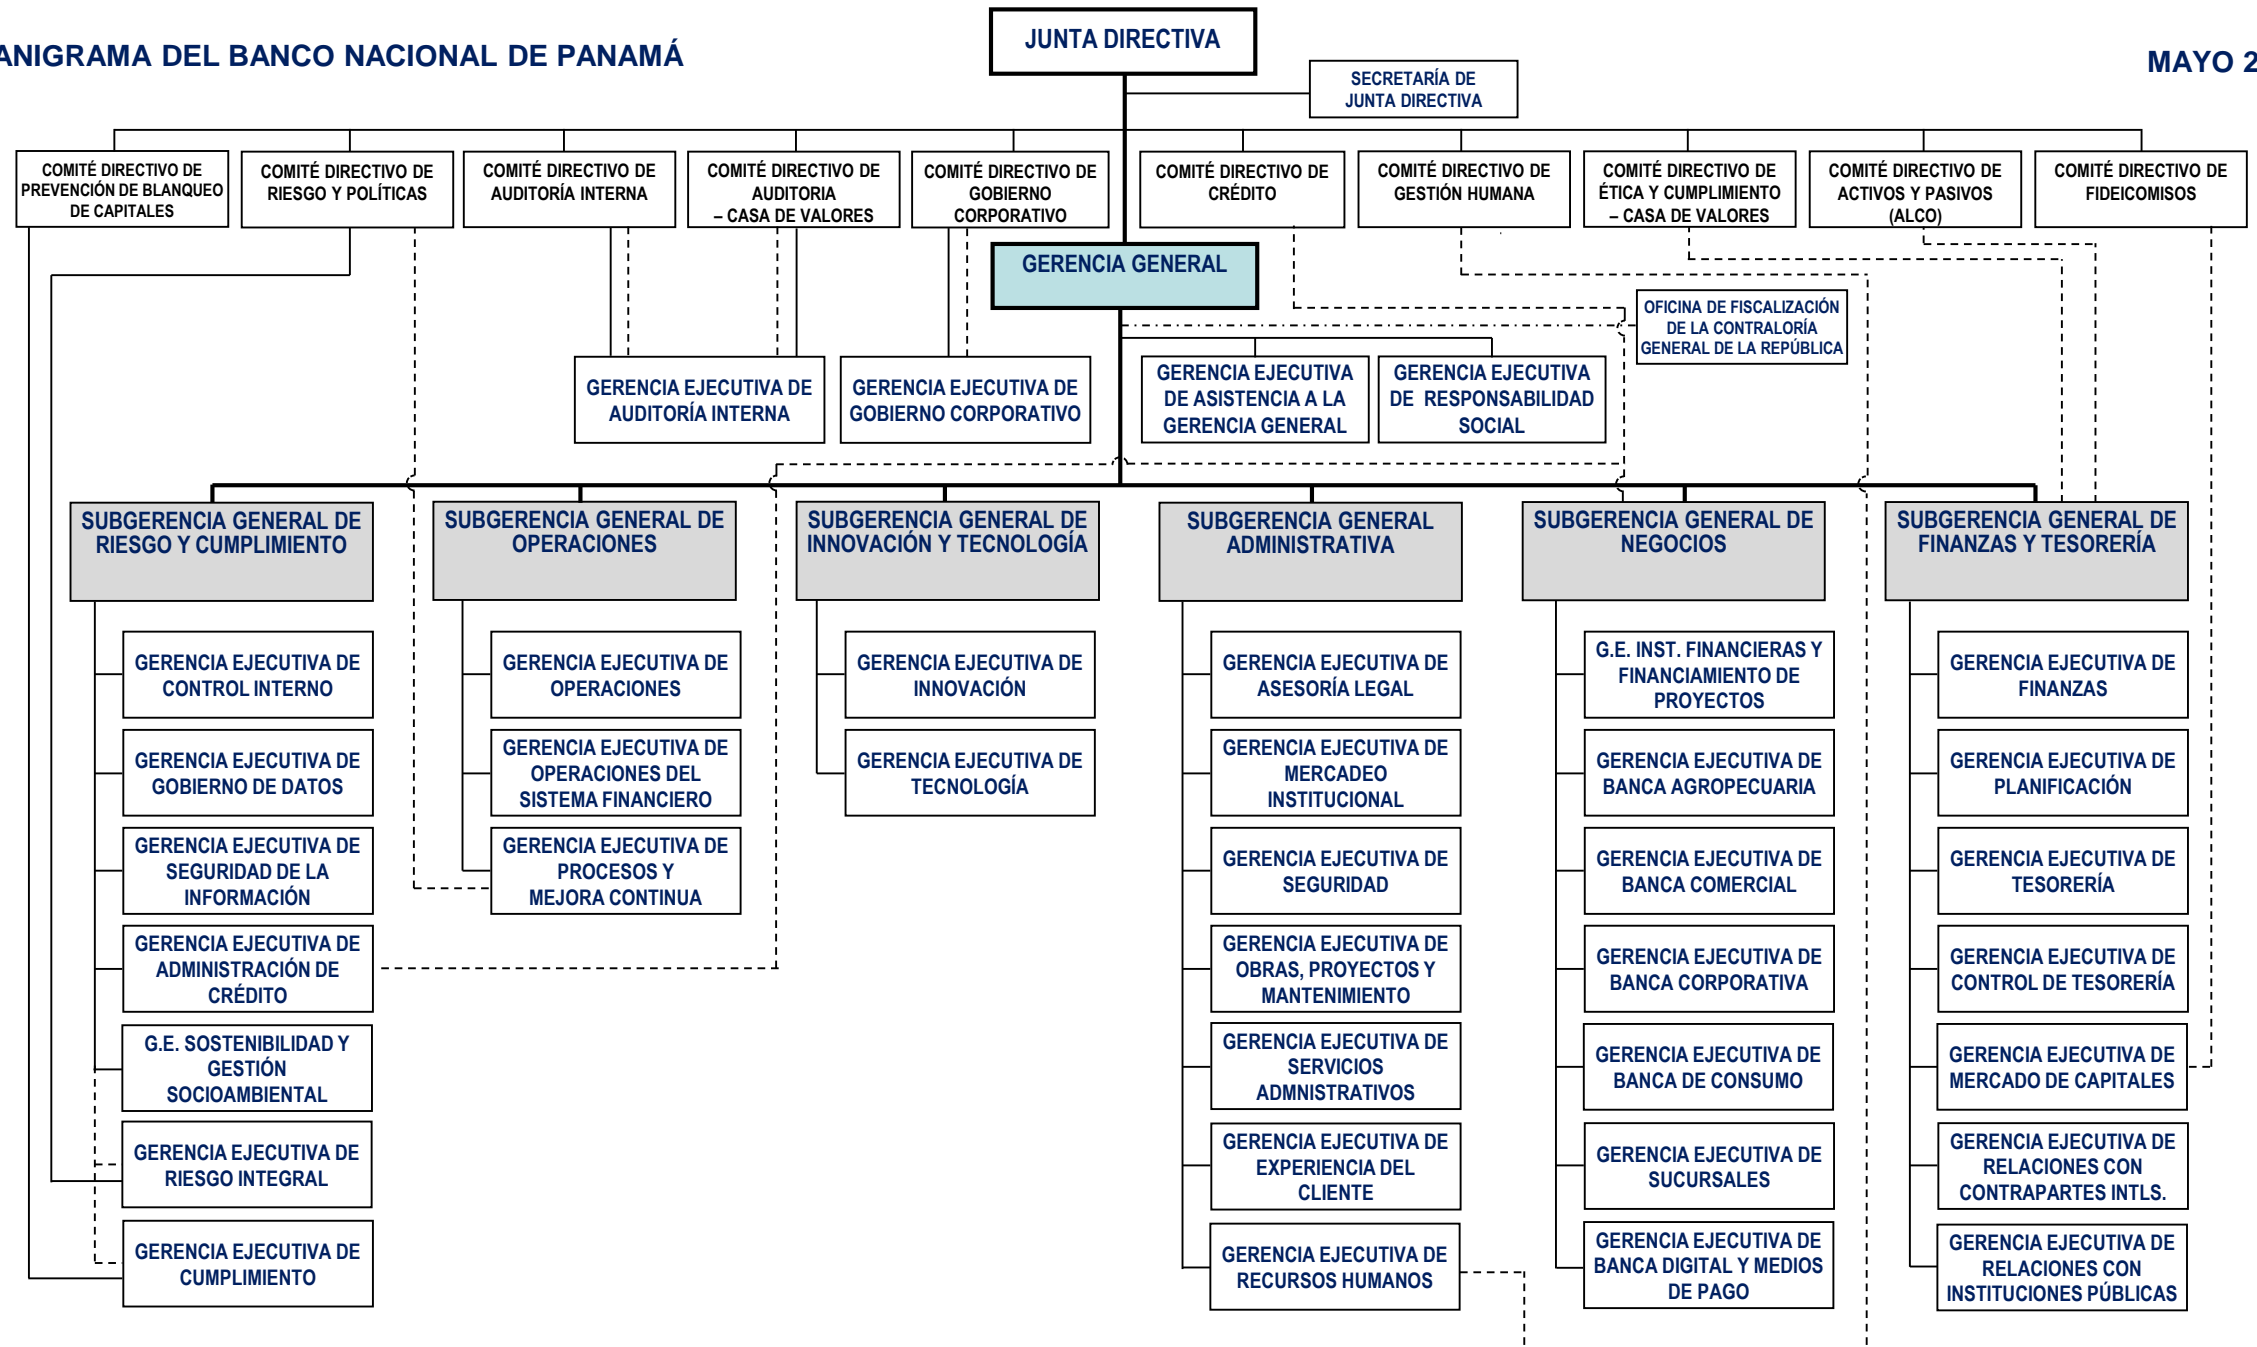 ANIGRAMA DEL BANCO NACIONAL DE PANAMÁ
JUNTA DIRECTIVA
MAYO 2
SECRETARÍA DE
JUNTA DIRECTIVA
COMITÉ DIRECTIVO DE
PREVENCIÓN DE BLANQUEO
DE CAPITALES
COMITÉ DIRECTIVO DE
RIESGO Y POLÍTICAS
COMITÉ DIRECTIVO DE
AUDITORÍA INTERNA
COMITÉ DIRECTIVO DE
AUDITORIA
– CASA DE VALORES
COMITÉ DIRECTIVO DE
GOBIERNO
CORPORATIVO
COMITÉ DIRECTIVO DE
CRÉDITO
COMITÉ DIRECTIVO DE
GESTIÓN HUMANA
COMITÉ DIRECTIVO DE
ÉTICA Y CUMPLIMIENTO
– CASA DE VALORES
COMITÉ DIRECTIVO DE
ACTIVOS Y PASIVOS
(ALCO)
COMITÉ DIRECTIVO DE
FIDEICOMISOS
GERENCIA GENERAL
OFICINA DE FISCALIZACIÓN
DE LA CONTRALORÍA
GENERAL DE LA REPÚBLICA
GERENCIA EJECUTIVA DE
AUDITORÍA INTERNA
GERENCIA EJECUTIVA DE
GOBIERNO CORPORATIVO
GERENCIA EJECUTIVA
DE ASISTENCIA A LA
GERENCIA GENERAL
GERENCIA EJECUTIVA
DE RESPONSABILIDAD
SOCIAL
SUBGERENCIA GENERAL DE
RIESGO Y CUMPLIMIENTO
SUBGERENCIA GENERAL DE
OPERACIONES
SUBGERENCIA GENERAL DE
INNOVACIÓN Y TECNOLOGÍA
SUBGERENCIA GENERAL
ADMINISTRATIVA
SUBGERENCIA GENERAL DE
NEGOCIOS
SUBGERENCIA GENERAL DE
FINANZAS Y TESORERÍA
GERENCIA EJECUTIVA DE
CONTROL INTERNO
GERENCIA EJECUTIVA DE
GOBIERNO DE DATOS
GERENCIA EJECUTIVA DE
SEGURIDAD DE LA
INFORMACIÓN
GERENCIA EJECUTIVA DE
ADMINISTRACIÓN DE
CRÉDITO
G.E. SOSTENIBILIDAD Y
GESTIÓN
SOCIOAMBIENTAL
GERENCIA EJECUTIVA DE
RIESGO INTEGRAL
GERENCIA EJECUTIVA DE
CUMPLIMIENTO
GERENCIA EJECUTIVA DE
OPERACIONES
GERENCIA EJECUTIVA DE
OPERACIONES DEL
SISTEMA FINANCIERO
GERENCIA EJECUTIVA DE
PROCESOS Y
MEJORA CONTINUA
GERENCIA EJECUTIVA DE
INNOVACIÓN
GERENCIA EJECUTIVA DE
TECNOLOGÍA
GERENCIA EJECUTIVA DE
ASESORÍA LEGAL
GERENCIA EJECUTIVA DE
MERCADEO
INSTITUCIONAL
GERENCIA EJECUTIVA DE
SEGURIDAD
GERENCIA EJECUTIVA DE
OBRAS, PROYECTOS Y
MANTENIMIENTO
GERENCIA EJECUTIVA DE
SERVICIOS
ADMNISTRATIVOS
GERENCIA EJECUTIVA DE
EXPERIENCIA DEL
CLIENTE
GERENCIA EJECUTIVA DE
RECURSOS HUMANOS
G.E. INST. FINANCIERAS Y
FINANCIAMIENTO DE
PROYECTOS
GERENCIA EJECUTIVA DE
BANCA AGROPECUARIA
GERENCIA EJECUTIVA DE
BANCA COMERCIAL
GERENCIA EJECUTIVA DE
BANCA CORPORATIVA
GERENCIA EJECUTIVA DE
BANCA DE CONSUMO
GERENCIA EJECUTIVA DE
SUCURSALES
GERENCIA EJECUTIVA DE
BANCA DIGITAL Y MEDIOS
DE PAGO
GERENCIA EJECUTIVA DE
FINANZAS
GERENCIA EJECUTIVA DE
PLANIFICACIÓN
GERENCIA EJECUTIVA DE
TESORERÍA
GERENCIA EJECUTIVA DE
CONTROL DE TESORERÍA
GERENCIA EJECUTIVA DE
MERCADO DE CAPITALES
GERENCIA EJECUTIVA DE
RELACIONES CON
CONTRAPARTES INTLS.
GERENCIA EJECUTIVA DE
RELACIONES CON
INSTITUCIONES PÚBLICAS